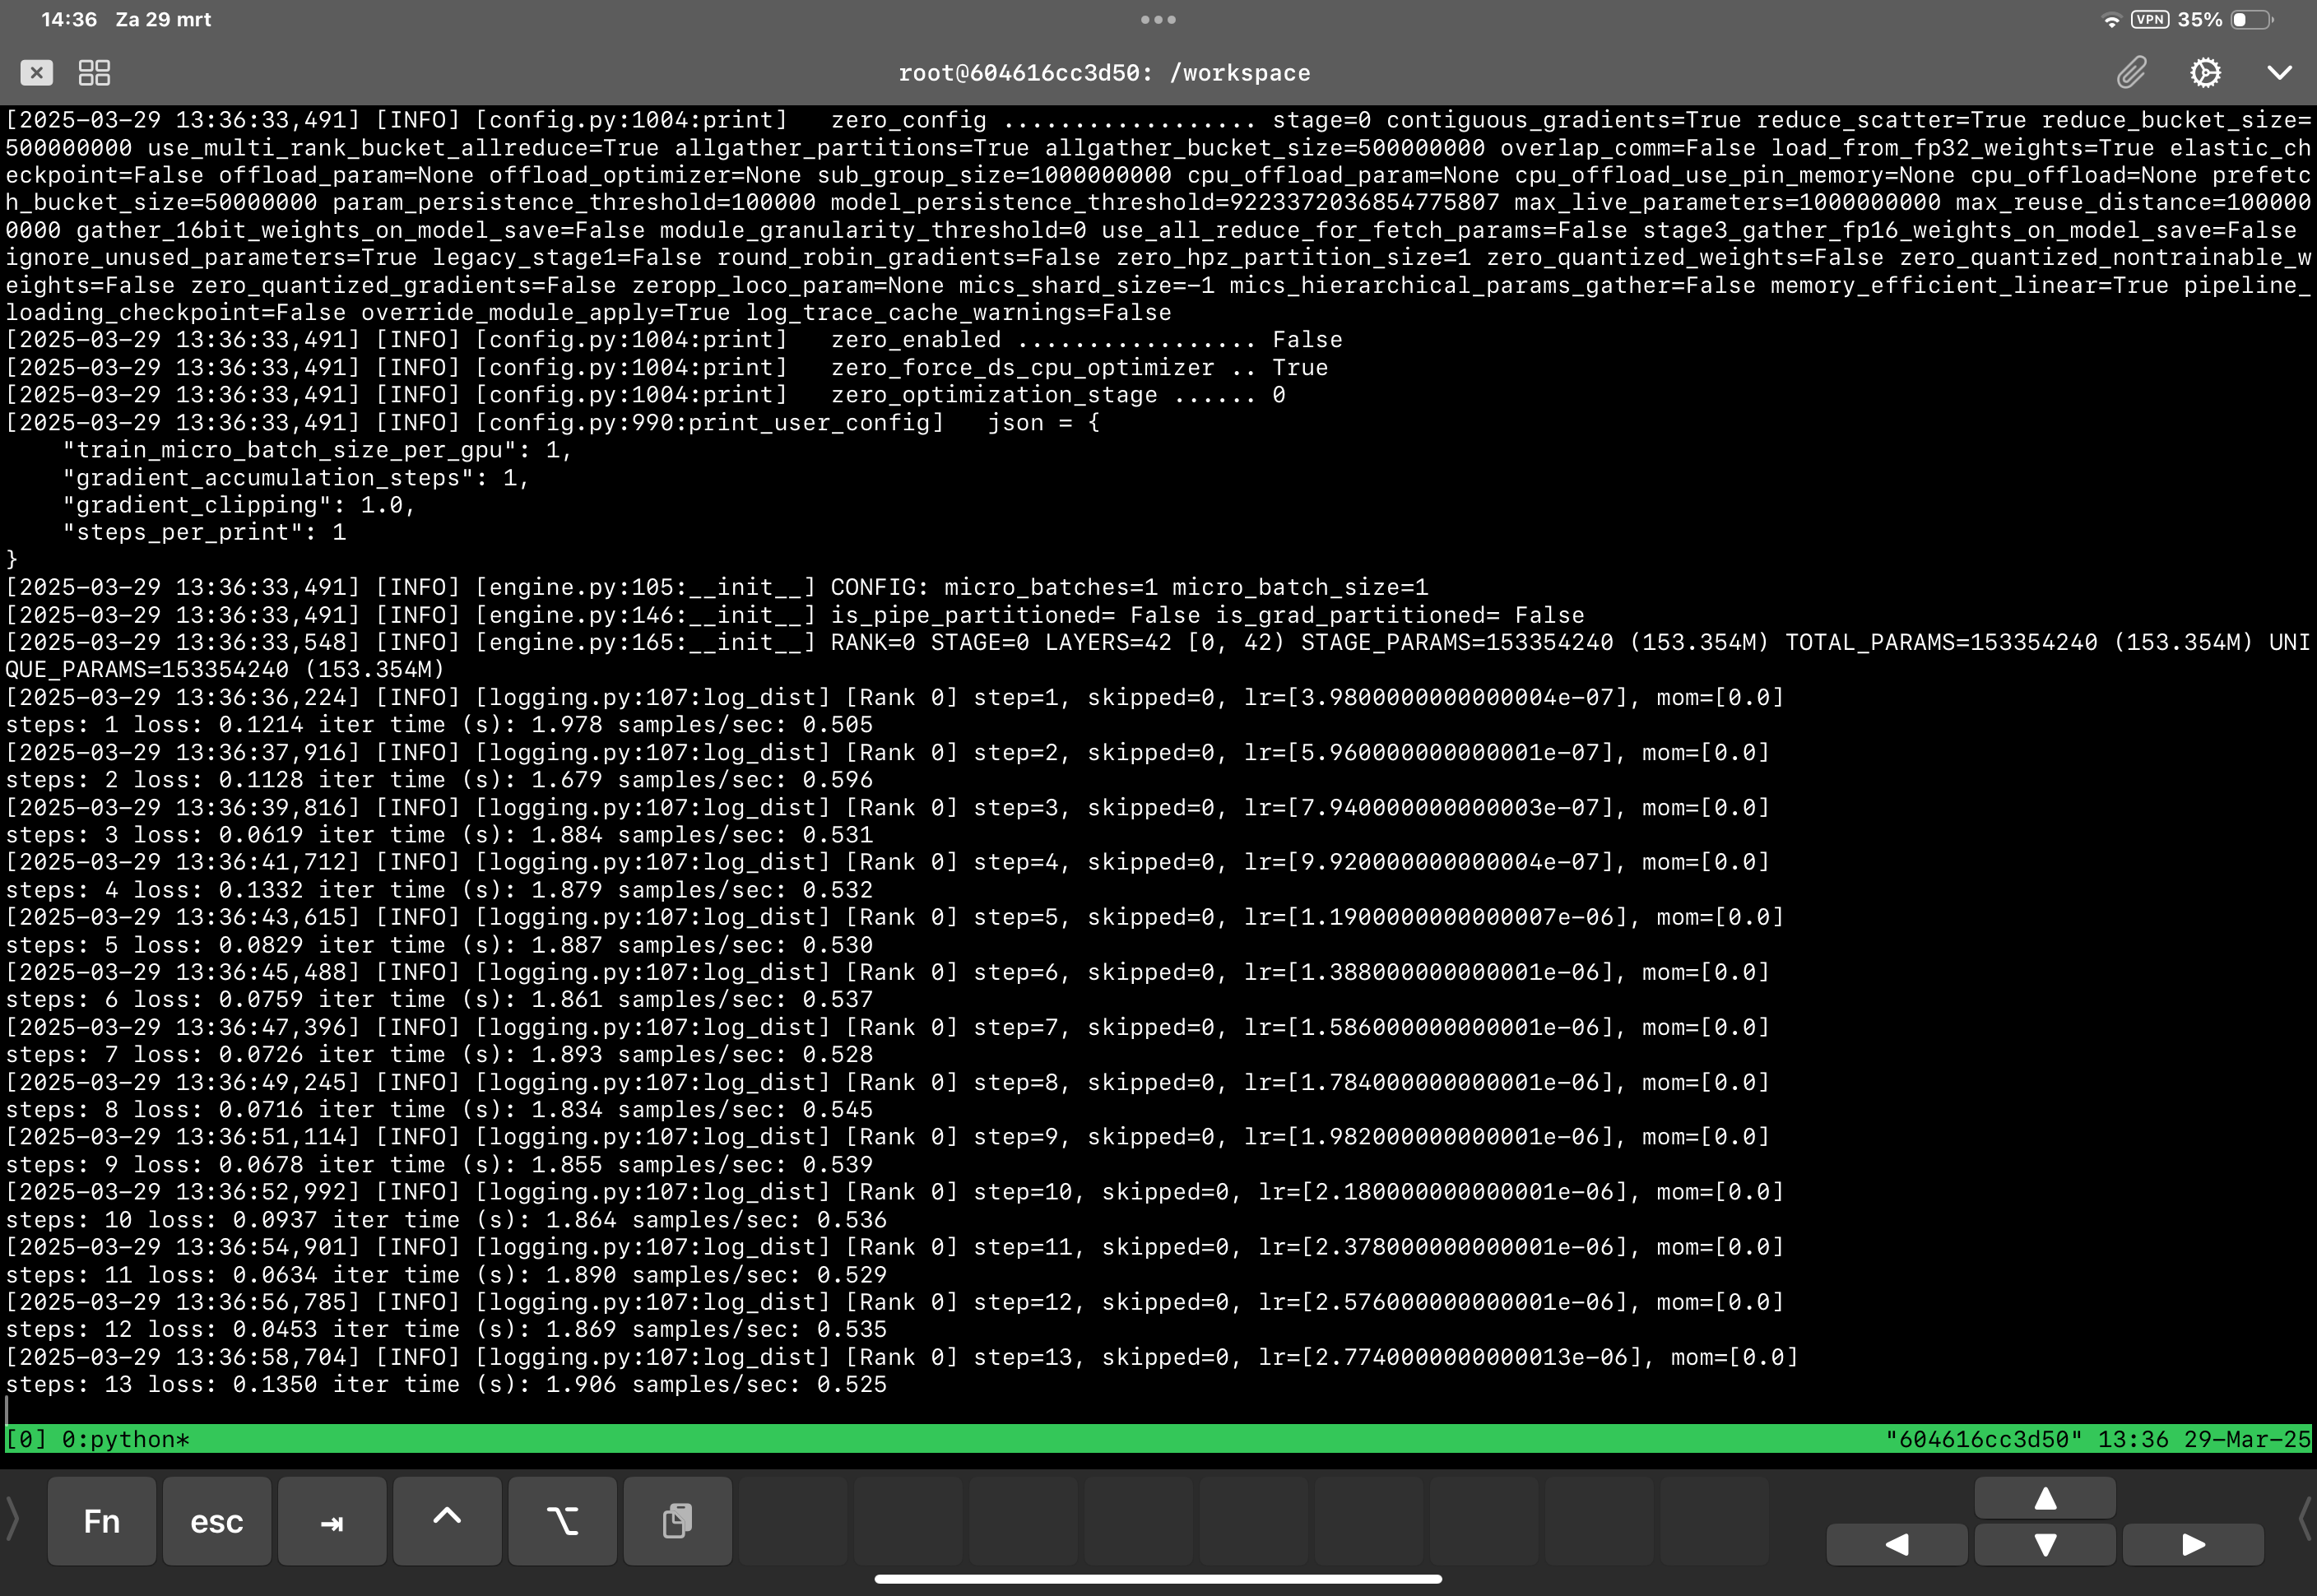 14:36 Za 29 mrt
VPN 35%
root@604616cc3d50: /workspace
[2025-03-29 13:36:33,491] [INFO] [config.py:1004:print]   zero_config .................. stage=0 contiguous_gradients=True reduce_scatter=True reduce_bucket_size=
500000000 use_multi_rank_bucket_allreduce=True allgather_partitions=True allgather_bucket_size=500000000 overlap_comm=False load_from_fp32_weights=True elastic_ch
eckpoint=False offload_param=None offload_optimizer=None sub_group_size=1000000000 cpu_offload_param=None cpu_offload_use_pin_memory=None cpu_offload=None prefetc
h_bucket_size=50000000 param_persistence_threshold=100000 model_persistence_threshold=9223372036854775807 max_live_parameters=1000000000 max_reuse_distance=100000
0000 gather_16bit_weights_on_model_save=False module_granularity_threshold=0 use_all_reduce_for_fetch_params=False stage3_gather_fp16_weights_on_model_save=False
ignore_unused_parameters=True legacy_stage1=False round_robin_gradients=False zero_hpz_partition_size=1 zero_quantized_weights=False zero_quantized_nontrainable_w
eights=False zero_quantized_gradients=False zeropp_loco_param=None mics_shard_size=-1 mics_hierarchical_params_gather=False memory_efficient_linear=True pipeline_
loading_checkpoint=False override_module_apply=True log_trace_cache_warnings=False
[2025-03-29 13:36:33,491] [INFO] [config.py:1004:print]   zero_enabled ................. False
[2025-03-29 13:36:33,491] [INFO] [config.py:1004:print]   zero_force_ds_cpu_optimizer .. True
[2025-03-29 13:36:33,491] [INFO] [config.py:1004:print]   zero_optimization_stage ...... 0
[2025-03-29 13:36:33,491] [INFO] [config.py:990:print_user_config]   json = {
    "train_micro_batch_size_per_gpu": 1,
    "gradient_accumulation_steps": 1,
    "gradient_clipping": 1.0,
    "steps_per_print": 1
}
[2025-03-29 13:36:33,491] [INFO] [engine.py:105:__init__] CONFIG: micro_batches=1 micro_batch_size=1
[2025-03-29 13:36:33,491] [INFO] [engine.py:146:__init__] is_pipe_partitioned= False is_grad_partitioned= False
[2025-03-29 13:36:33,548] [INFO] [engine.py:165:__init__] RANK=0 STAGE=0 LAYERS=42 [0, 42) STAGE_PARAMS=153354240 (153.354M) TOTAL_PARAMS=153354240 (153.354M) UNI
QUE_PARAMS=153354240 (153.354M)
[2025-03-29 13:36:36,224] [INFO] [logging.py:107:log_dist] [Rank 0] step=1, skipped=0, lr=[3.9800000000000004e-07], mom=[0.0]
steps: 1 loss: 0.1214 iter time (s): 1.978 samples/sec: 0.505
[2025-03-29 13:36:37,916] [INFO] [logging.py:107:log_dist] [Rank 0] step=2, skipped=0, lr=[5.960000000000001e-07], mom=[0.0]
steps: 2 loss: 0.1128 iter time (s): 1.679 samples/sec: 0.596
[2025-03-29 13:36:39,816] [INFO] [logging.py:107:log_dist] [Rank 0] step=3, skipped=0, lr=[7.940000000000003e-07], mom=[0.0]
steps: 3 loss: 0.0619 iter time (s): 1.884 samples/sec: 0.531
[2025-03-29 13:36:41,712] [INFO] [logging.py:107:log_dist] [Rank 0] step=4, skipped=0, lr=[9.920000000000004e-07], mom=[0.0]
steps: 4 loss: 0.1332 iter time (s): 1.879 samples/sec: 0.532
[2025-03-29 13:36:43,615] [INFO] [logging.py:107:log_dist] [Rank 0] step=5, skipped=0, lr=[1.1900000000000007e-06], mom=[0.0]
steps: 5 loss: 0.0829 iter time (s): 1.887 samples/sec: 0.530
[2025-03-29 13:36:45,488] [INFO] [logging.py:107:log_dist] [Rank 0] step=6, skipped=0, lr=[1.388000000000001e-06], mom=[0.0]
steps: 6 loss: 0.0759 iter time (s): 1.861 samples/sec: 0.537
[2025-03-29 13:36:47,396] [INFO] [logging.py:107:log_dist] [Rank 0] step=7, skipped=0, lr=[1.586000000000001e-06], mom=[0.0]
steps: 7 loss: 0.0726 iter time (s): 1.893 samples/sec: 0.528
[2025-03-29 13:36:49,245] [INFO] [logging.py:107:log_dist] [Rank 0] step=8, skipped=0, lr=[1.784000000000001e-06], mom=[0.0]
steps: 8 loss: 0.0716 iter time (s): 1.834 samples/sec: 0.545
[2025-03-29 13:36:51,114] [INFO] [logging.py:107:log_dist] [Rank 0] step=9, skipped=0, lr=[1.982000000000001e-06], mom=[0.0]
steps: 9 loss: 0.0678 iter time (s): 1.855 samples/sec: 0.539
[2025-03-29 13:36:52,992] [INFO] [logging.py:107:log_dist] [Rank 0] step=10, skipped=0, lr=[2.180000000000001e-06], mom=[0.0]
steps: 10 loss: 0.0937 iter time (s): 1.864 samples/sec: 0.536
[2025-03-29 13:36:54,901] [INFO] [logging.py:107:log_dist] [Rank 0] step=11, skipped=0, lr=[2.378000000000001e-06], mom=[0.0]
steps: 11 loss: 0.0634 iter time (s): 1.890 samples/sec: 0.529
[2025-03-29 13:36:56,785] [INFO] [logging.py:107:log_dist] [Rank 0] step=12, skipped=0, lr=[2.576000000000001e-06], mom=[0.0]
steps: 12 loss: 0.0453 iter time (s): 1.869 samples/sec: 0.535
[2025-03-29 13:36:58,704] [INFO] [logging.py:107:log_dist] [Rank 0] step=13, skipped=0, lr=[2.7740000000000013e-06], mom=[0.0]
steps: 13 loss: 0.1350 iter time (s): 1.906 samples/sec: 0.525
[0] 0:python* "604616cc3d50" 13:36 29-Mar-25
Fn esc